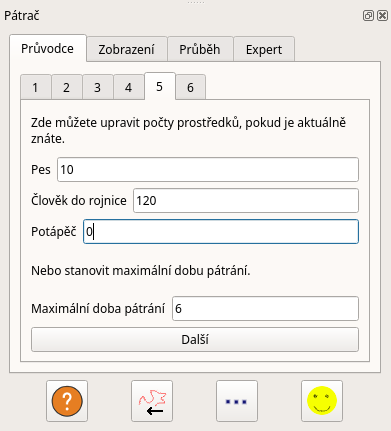 Pátrač
Průvodce Zobrazení Průběh Expert
1 2 3 4 5 6
Zde můžete upravit počty prostředků, pokud je aktuálně
znáte.
Pes 10
Člověk do rojnice 120
Potápěč 0
Nebo stanovit maximální dobu pátrání.
Maximální doba pátrání 6
Další
?